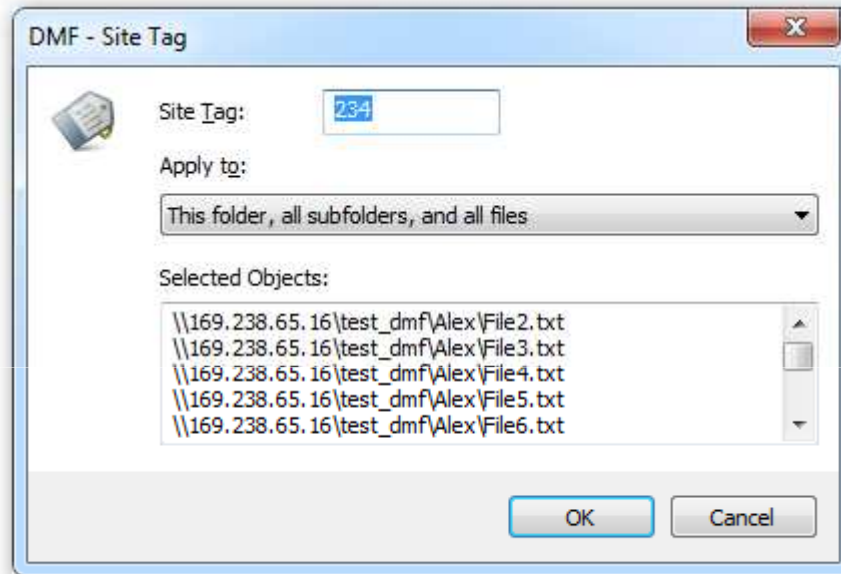 DMF - Site Tag
Site Tag:
234
Apply to:
This folder, all subfolders, and all files
Selected Objects:
\\169.238.65.16\test_dmf\Alex\File2.txt
\\169.238.65.16\test_dmf\Alex\File3.txt
\\169.238.65.16\test_dmf\Alex\File4.txt
\\169.238.65.16\test_dmf\Alex\File5.txt
\\169.238.65.16\test_dmf\Alex\File6.txt
OK
Cancel